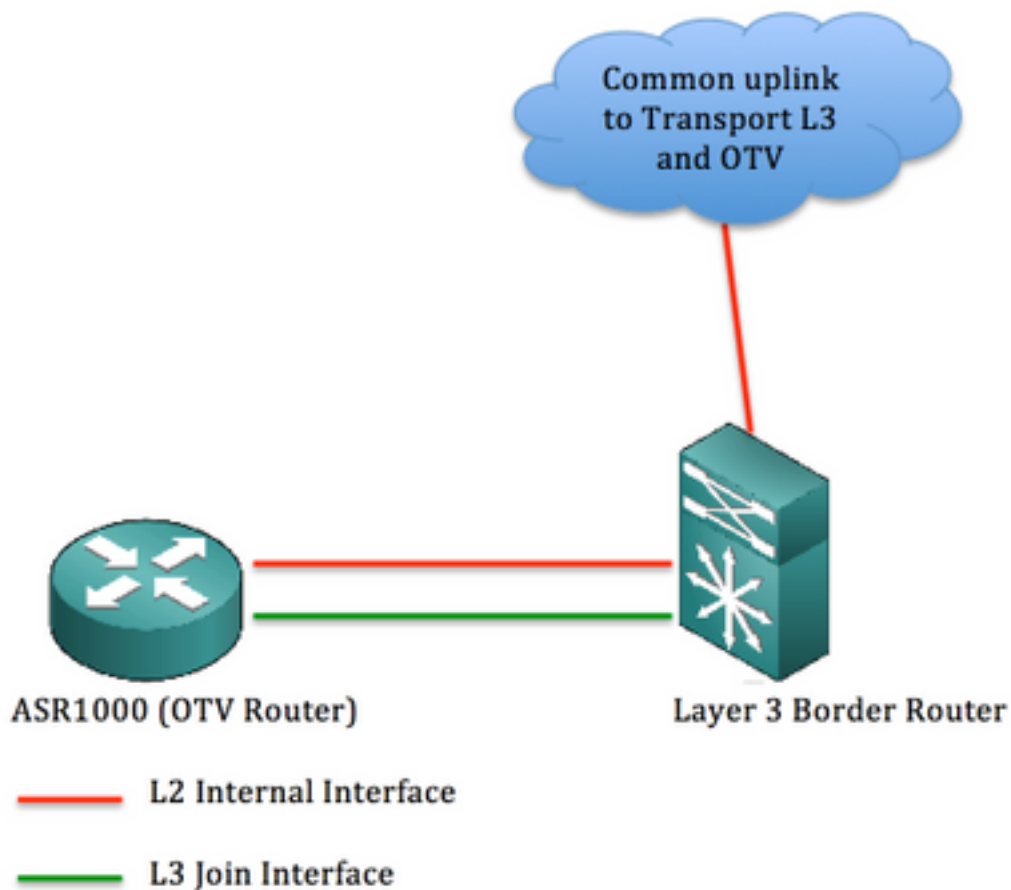 Common uplink
to Transport L3
and OTV
ASR1000 (OTV Router)
Layer 3 Border Router
L2 Internal Interface
L3 Join Interface